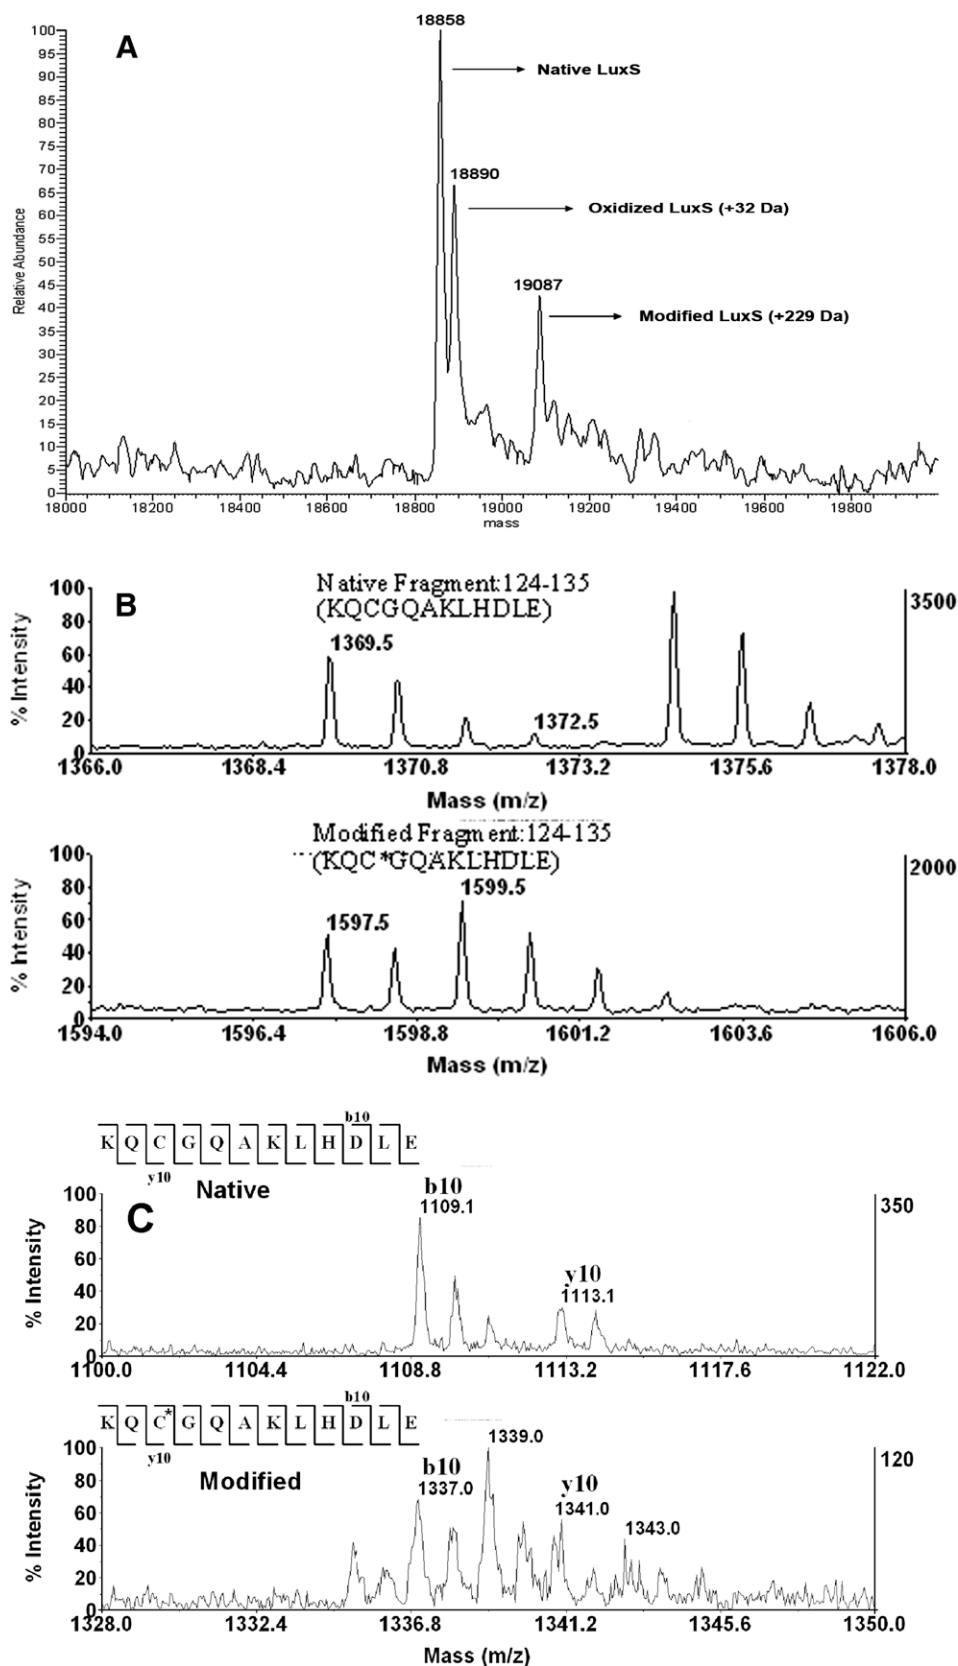 A
18858
Native LuxS
18890
Oxidized LuxS (+32 Da)
19087
Modified LuxS (+229 Da)
Relative Abundance
100
95
90
85
80
75
70
65
60
55
50
45
40
35
30
25
20
15
10
5
0
18000 18200 18400 18600 18800 19000 19200 19400 19600 19800
mass
B
Native Fragment:124-135
(KQCGQAKLHDLE)
1369.5
1372.5
3500
% Intensity
100
80
60
40
20
0
1366.0 1368.4 1370.8 1373.2 1375.6 1378.0
Mass (m/z)
Modified Fragment:124-135
(KQC*GQAKLHDLE)
1597.5
1599.5
2000
% Intensity
100
80
60
40
20
0
1594.0 1596.4 1598.8 1601.2 1603.6 1606.0
Mass (m/z)
b10
K Q C G Q A K L H D L E
y10
Native
C
b10
1109.1
y10
1113.1
350
% Intensity
100
80
60
40
20
0
1100.0 1104.4 1108.8 1113.2 1117.6 1122.0
b10
K Q C* G Q A K L H D L E
y10
Modified
b10
1337.0
1339.0
y10
1341.0
1343.0
120
% Intensity
100
80
60
40
20
0
1328.0 1332.4 1336.8 1341.2 1345.6 1350.0
Mass (m/z)